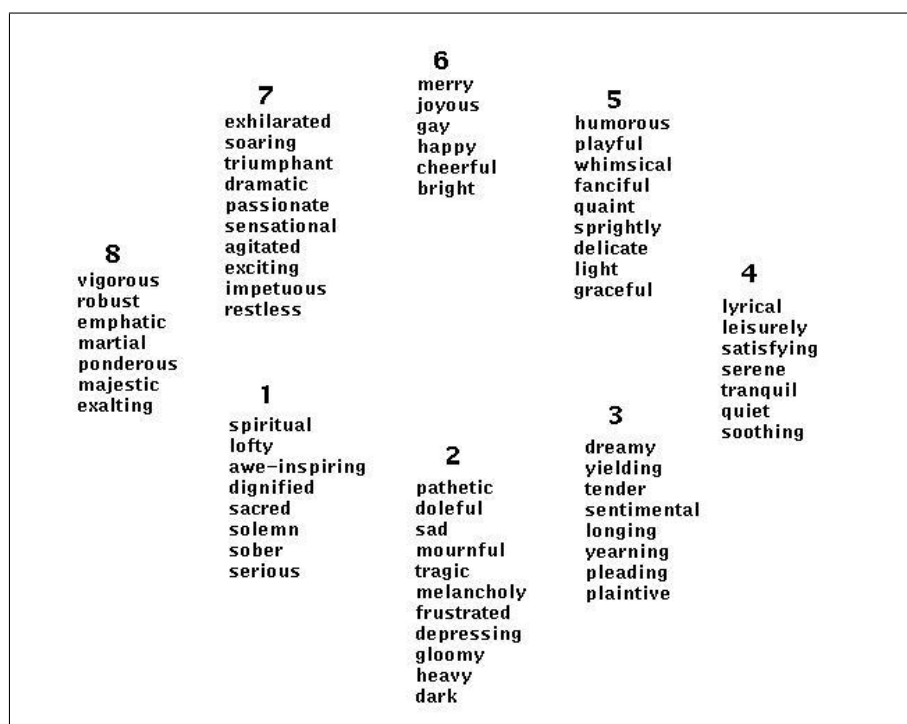 6
merry
joyous
gay
happy
cheerful
bright
7
exhilarated
soaring
triumphant
dramatic
passionate
sensational
agitated
exciting
impetuous
restless
5
humorous
playful
whimsical
fanciful
quaint
sprightly
delicate
light
graceful
8
vigorous
robust
emphatic
martial
ponderous
majestic
exalting
4
lyrical
leisurely
satisfying
serene
tranquil
quiet
soothing
1
spiritual
lofty
awe-inspiring
dignified
sacred
solemn
sober
serious
2
pathetic
doleful
sad
mournful
tragic
melancholy
frustrated
depressing
gloomy
heavy
dark
3
dreamy
yielding
tender
sentimental
longing
yearning
pleading
plaintive